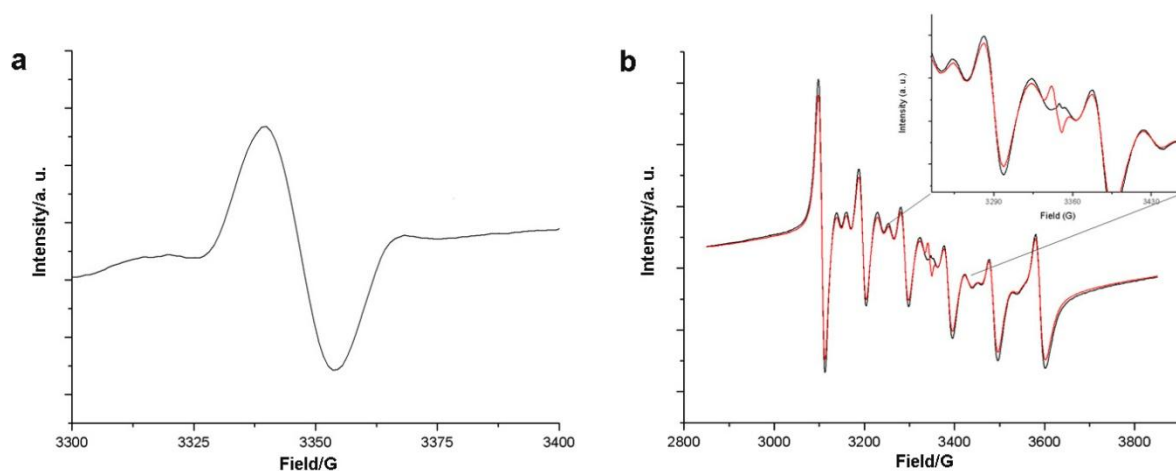 a
Intensity/a. u.
3300
3325
3350
3375
3400
Field/G
b
Intensity/a. u.
2800
3000
3200
3400
3600
3800
Field/G
Intensity (a. u.)
3290
3360
3430
Field (G)